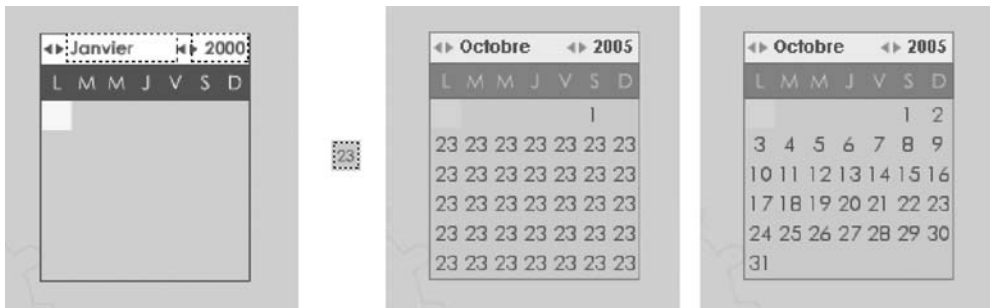 Janvier 2000
L M M J V S D
23
Octobre 2005
L M M J V S D
1
23 23 23 23 23 23 23
23 23 23 23 23 23 23
23 23 23 23 23 23 23
23 23 23 23 23 23 23
23 23 23 23 23 23 23
Octobre 2005
L M M J V S D
1 2
3 4 5 6 7 8 9
10 11 12 13 14 15 16
17 18 19 20 21 22 23
24 25 26 27 28 29 30
31